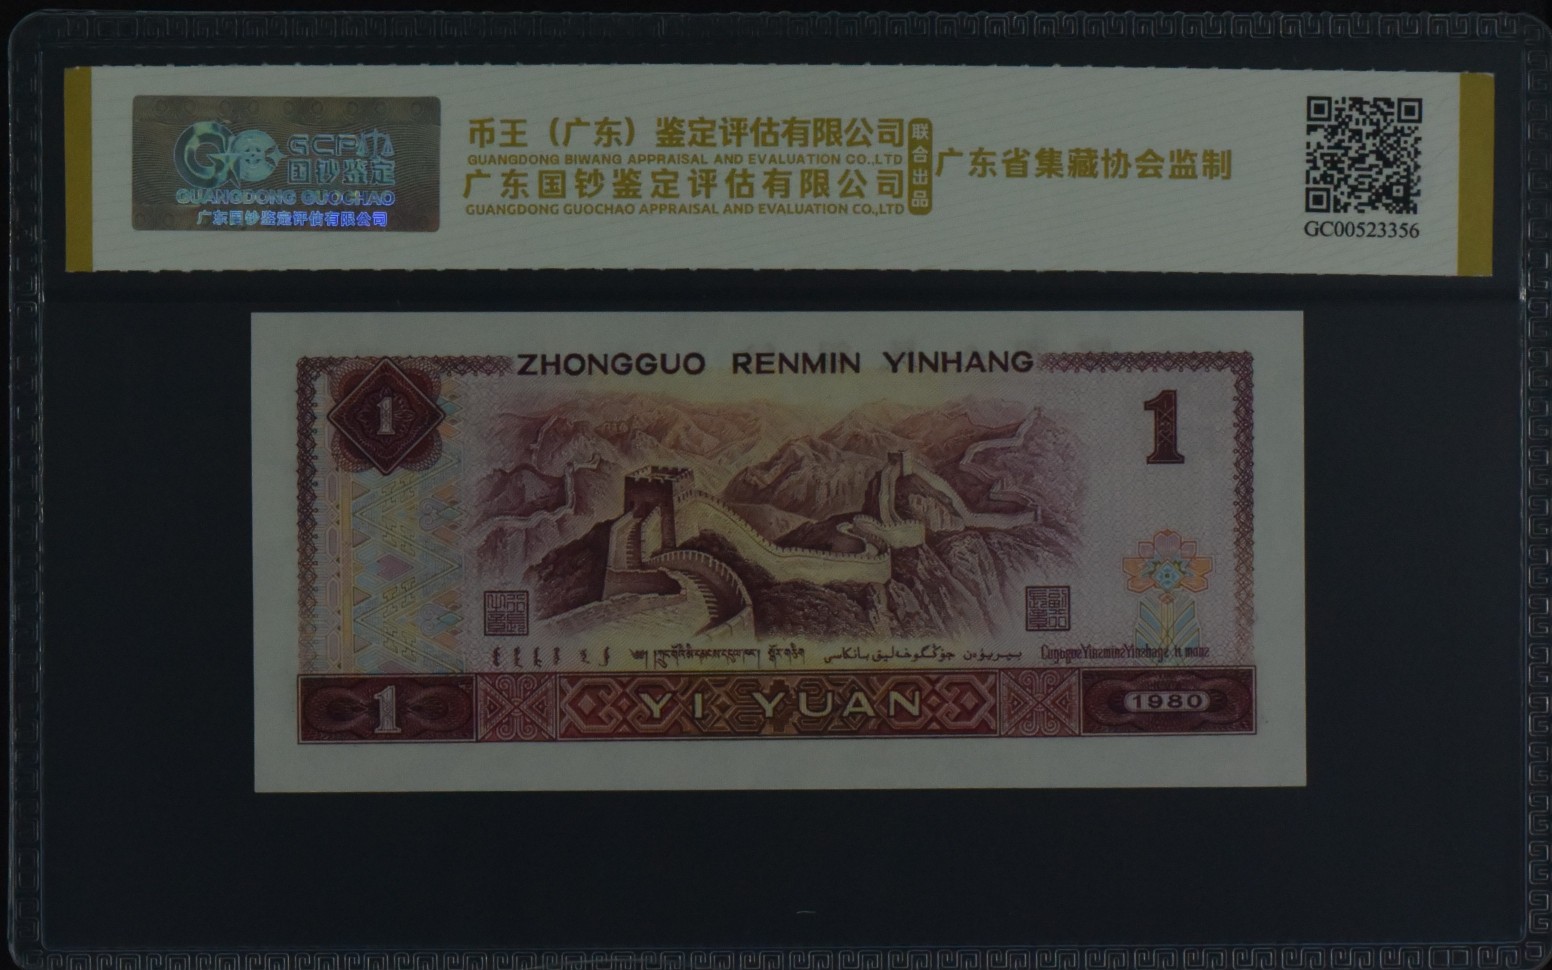 GCP
国钞鉴定
GUANGDONG GUOCHAO
广东国钞鉴定评估有限公司
币王（广东）鉴定评估有限公司
GUANGDONG BIWANG APPRAISAL AND EVALUATION CO.,LTD
广东国钞鉴定评估有限公司
GUANGDONG GUOCHAO APPRAISAL AND EVALUATION CO.,LTD
联合出品
广东省集藏协会监制
GC00523356
ZHONGGUO RENMIN YINHANG
1
1
1
YI YUAN
1980